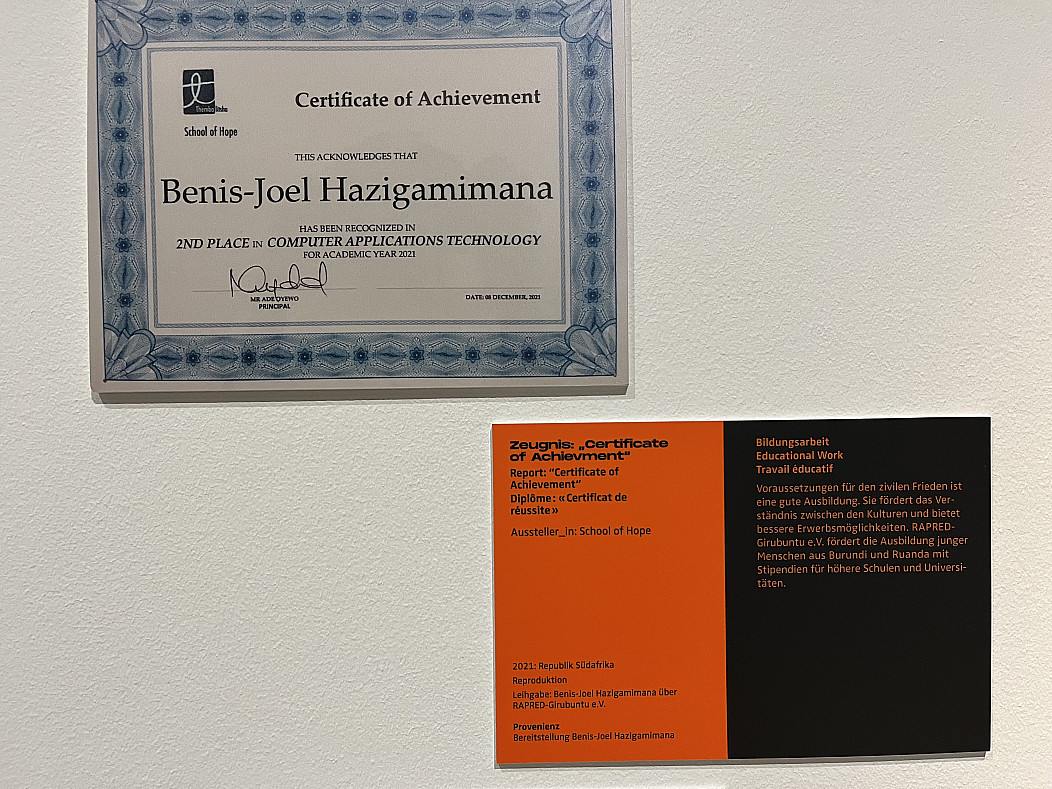 Themba litsha
School of Hope
Certificate of Achievement
THIS ACKNOWLEDGES THAT
Benis-Joel Hazigamimana
HAS BEEN RECOGNIZED IN
2ND PLACE IN COMPUTER APPLICATIONS TECHNOLOGY
FOR ACADEMIC YEAR 2021
MR ADE OYEWO
PRINCIPAL
DATE: 08 DECEMBER, 2021
Zeugnis: „Certificate
of Achievment“
Report: “Certificate of
Achievement”
Diplôme: « Certificat de
réussite »
Aussteller_in: School of Hope
2021: Republik Südafrika
Reproduktion
Leihgabe: Benis-Joel Hazigamimana über
RAPRED-Girubuntu e.V.
Provenienz
Bereitstellung Benis-Joel Hazigamimana
Bildungsarbeit
Educational Work
Travail éducatif
Voraussetzungen für den zivilen Frieden ist
eine gute Ausbildung. Sie fördert das Ver-
ständnis zwischen den Kulturen und bietet
bessere Erwerbsmöglichkeiten. RAPRED-
Girubuntu e.V. fördert die Ausbildung junger
Menschen aus Burundi und Ruanda mit
Stipendien für höhere Schulen und Universi-
täten.